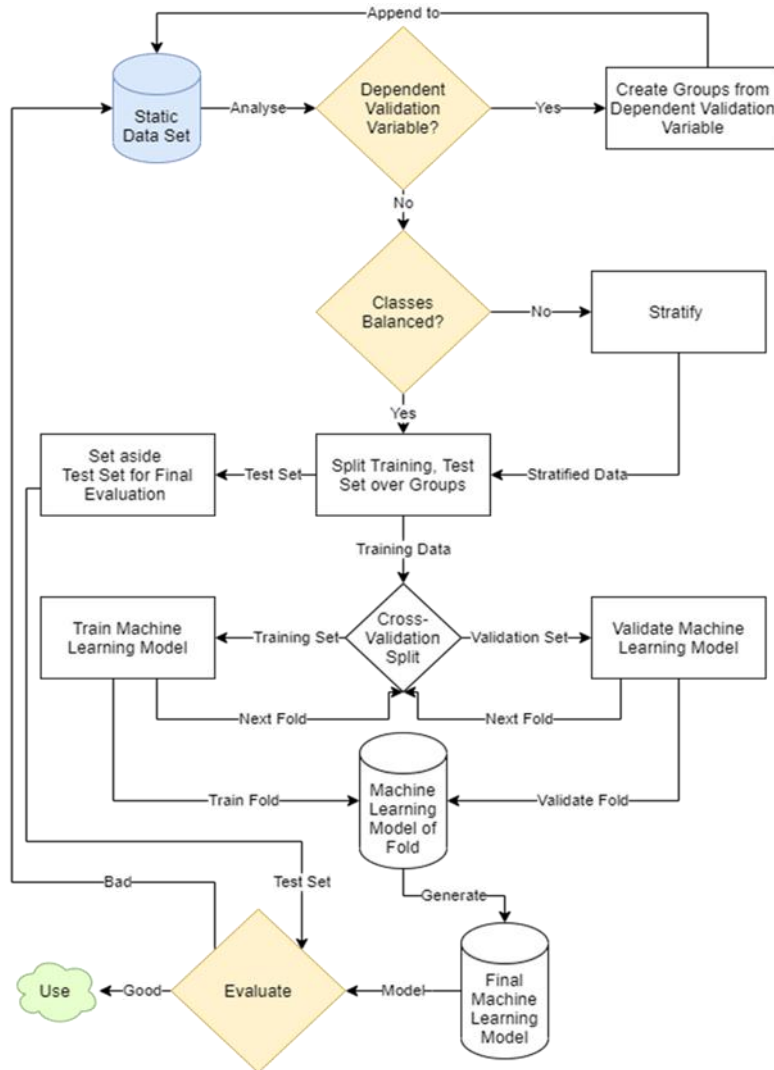 Append to
Static
Data Set
Analyse
Dependent
Validation
Variable?
Yes
Create Groups from
Dependent Validation
Variable
No
Classes
Balanced?
No
Stratify
Yes
Set aside
Test Set for Final
Evaluation
Test Set
Split Training, Test
Set over Groups
Stratified Data
Training Data
Train Machine
Learning Model
Training Set
Cross-
Validation
Split
Validation Set
Validate Machine
Learning Model
Next Fold
Next Fold
Train Fold
Machine
Learning
Model of
Fold
Validate Fold
Bad
Test Set
Generate
Use
Good
Evaluate
Model
Final
Machine
Learning
Model